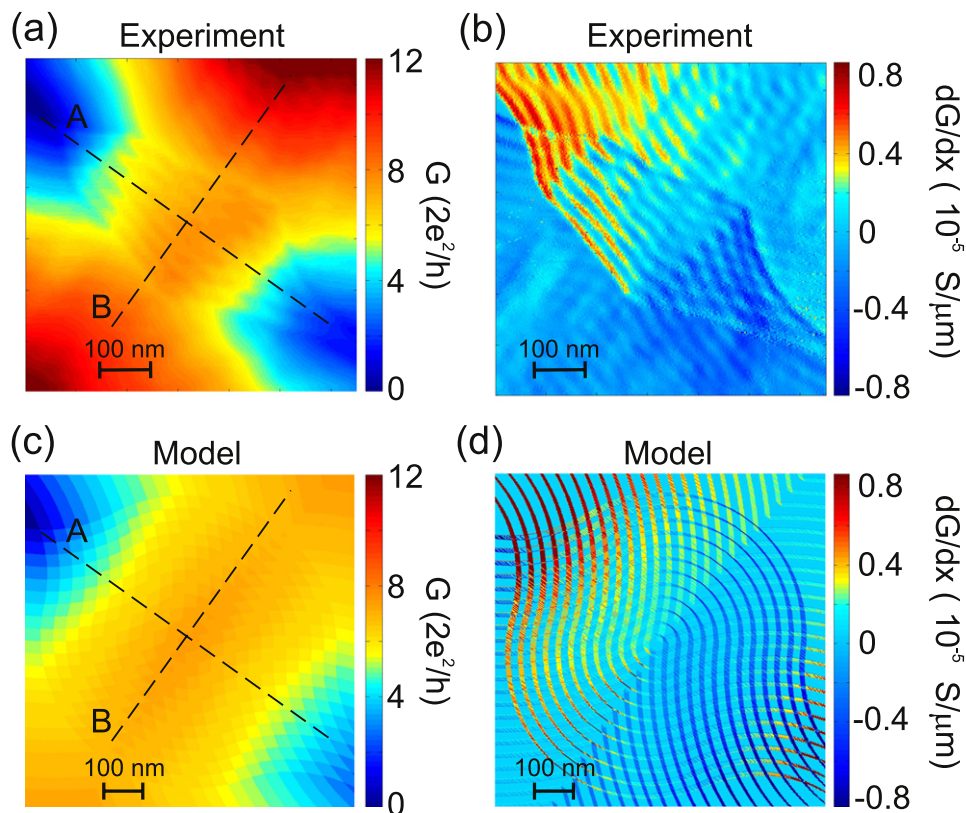 (a)
Experiment
A
B
100 nm
12
8
4
0
G (2e²/h)
(b)
Experiment
100 nm
0.8
0.4
0
-0.4
-0.8
dG/dx ( 10⁻⁵ S/µm)
(c)
Model
A
B
100 nm
12
8
4
0
G (2e²/h)
(d)
Model
100 nm
0.8
0.4
0
-0.4
-0.8
dG/dx ( 10⁻⁵ S/µm)